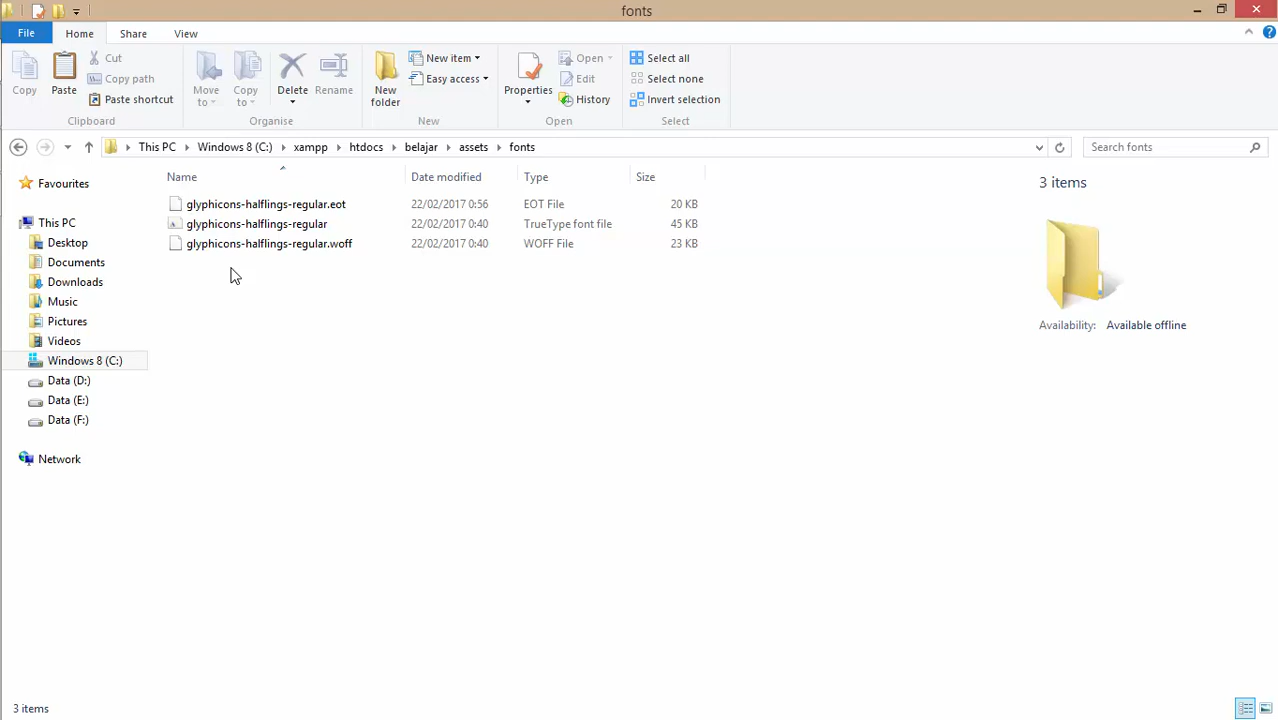 fonts
File Home Share View
Copy
Paste
Cut
Copy path
Paste shortcut
Clipboard
Move to
Copy to
Delete
Rename
Organise
New folder
New item
Easy access
New
Properties
Open
Edit
History
Open
Select all
Select none
Invert selection
Select
This PC Windows 8 (C:) xampp htdocs belajar assets fonts
Search fonts
Name Date modified Type Size
glyphicons-halflings-regular.eot 22/02/2017 0:56 EOT File 20 KB
glyphicons-halflings-regular 22/02/2017 0:40 TrueType font file 45 KB
glyphicons-halflings-regular.woff 22/02/2017 0:40 WOFF File 23 KB
Favourites
This PC
Desktop
Documents
Downloads
Music
Pictures
Videos
Windows 8 (C:)
Data (D:)
Data (E:)
Data (F:)
Network
3 items
Availability: Available offline
3 items